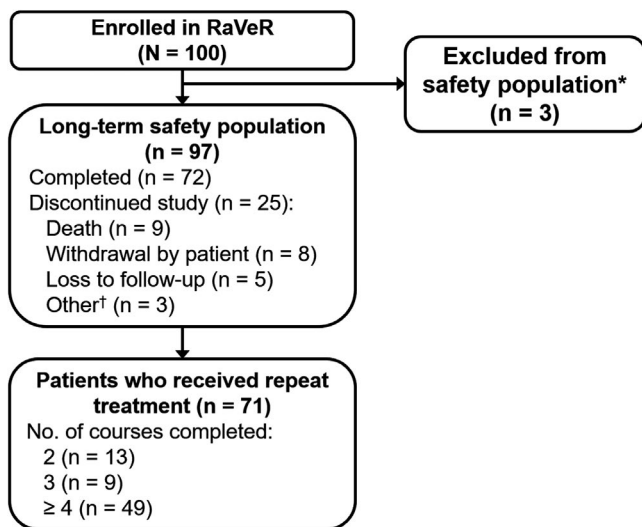 Enrolled in RaVeR
(N = 100)
Excluded from
safety population*
(n = 3)
Long-term safety population
(n = 97)
Completed (n = 72)
Discontinued study (n = 25):
Death (n = 9)
Withdrawal by patient (n = 8)
Loss to follow-up (n = 5)
Other† (n = 3)
Patients who received repeat
treatment (n = 71)
No. of courses completed:
2 (n = 13)
3 (n = 9)
≥ 4 (n = 49)